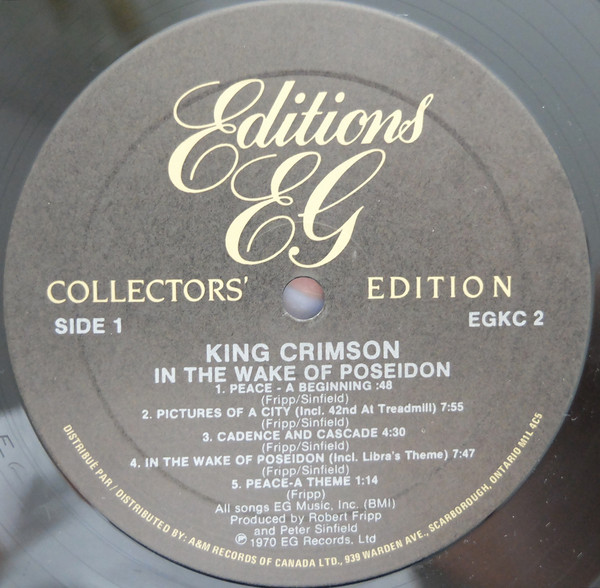 Editions
EG
COLLECTORS' EDITION
SIDE 1 EGKC 2
KING CRIMSON
IN THE WAKE OF POSEIDON
1. PEACE - A BEGINNING :48
(Fripp/Sinfield)
2. PICTURES OF A CITY (Incl. 42nd At Treadmill) 7:55
(Fripp/Sinfield)
3. CADENCE AND CASCADE 4:30
(Fripp/Sinfield)
4. IN THE WAKE OF POSEIDON (Incl. Libra's Theme) 7:47
(Fripp/Sinfield)
5. PEACE-A THEME 1:14
(Fripp)
All songs EG Music, Inc. (BMI)
Produced by Robert Fripp
and Peter Sinfield
℗ 1970 EG Records, Ltd
DISTRIBUE PAR / DISTRIBUTED BY: A&M RECORDS OF CANADA LTD., 939 WARDEN AVE., SCARBOROUGH, ONTARIO M1L 4C5